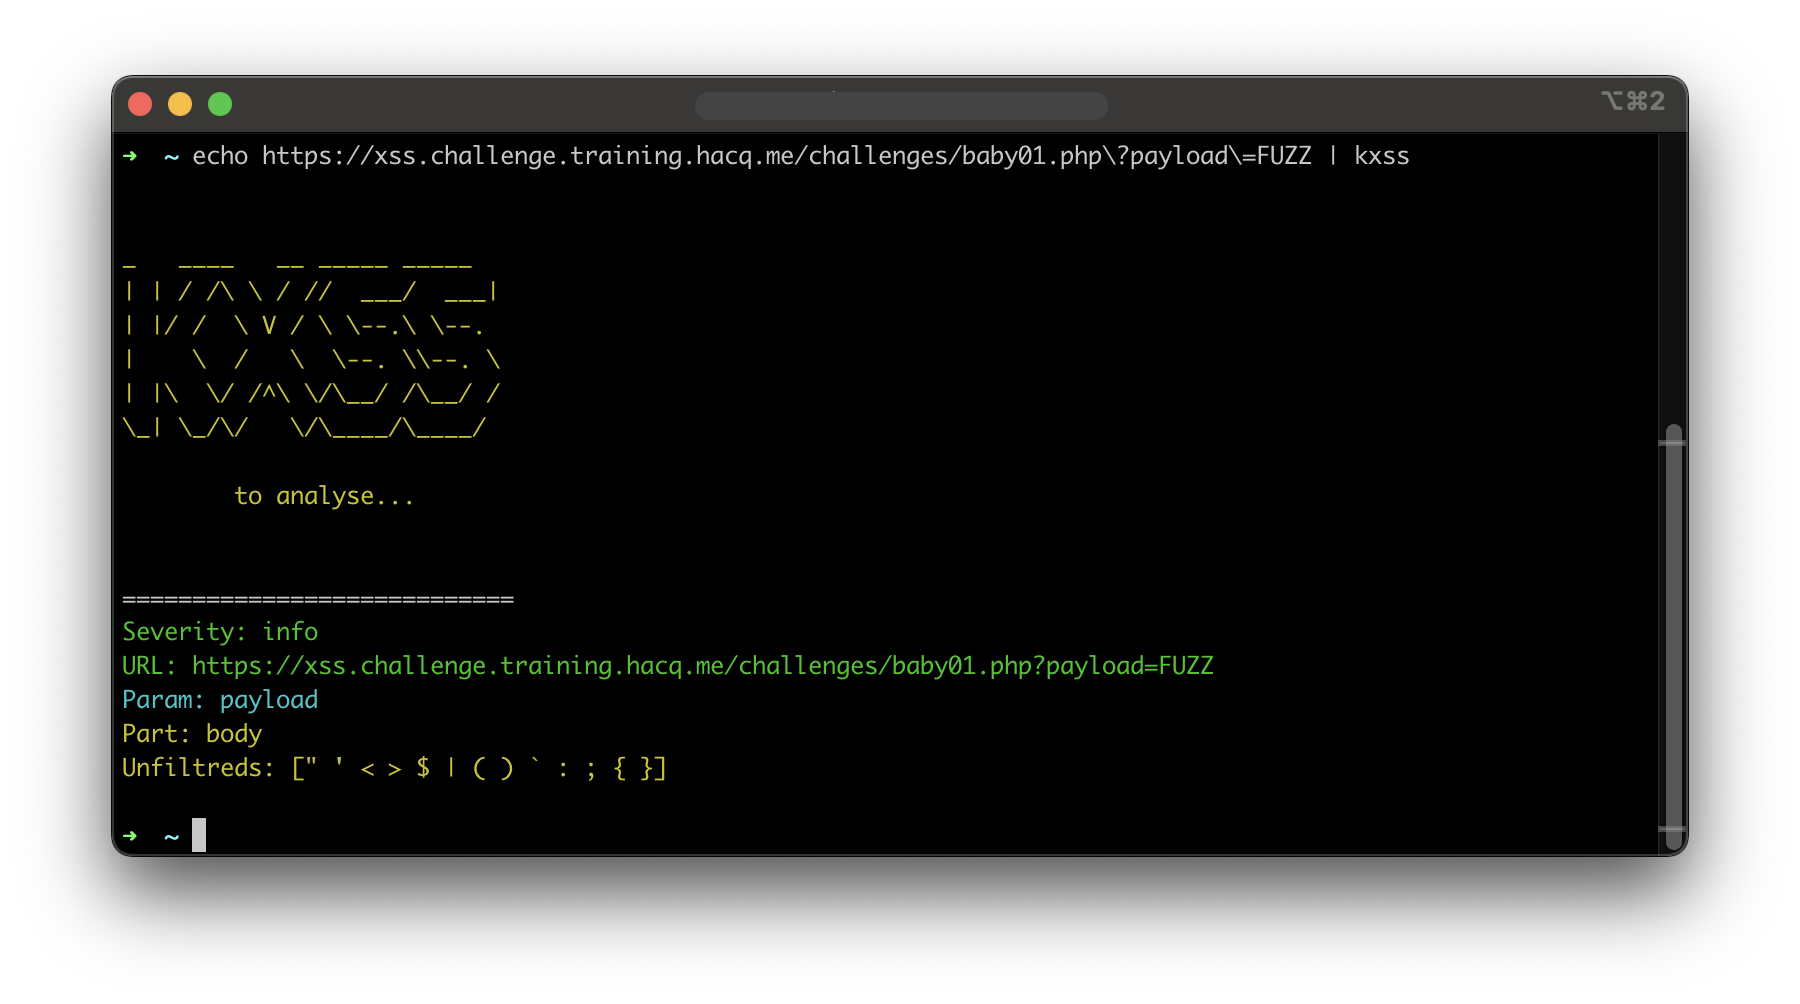 ⌥⌘2
➜ ~ echo https://xss.challenge.training.hacq.me/challenges/baby01.php\?payload\=FUZZ | kxss
_   ____   __ _____ _____
| | / /\ \ / //  ___/  ___|
| |/ /  \ V / \ \--.\ \--.
|    \  /   \  \--. \\--. \
| |\  \/ /^\ \/\__/ /\__/ /
\_| \_/\/   \/\____/\____/
to analyse...
============================
Severity: info
URL: https://xss.challenge.training.hacq.me/challenges/baby01.php?payload=FUZZ
Param: payload
Part: body
Unfiltreds: [" ' < > $ | ( ) ` : ; { }]
➜ ~